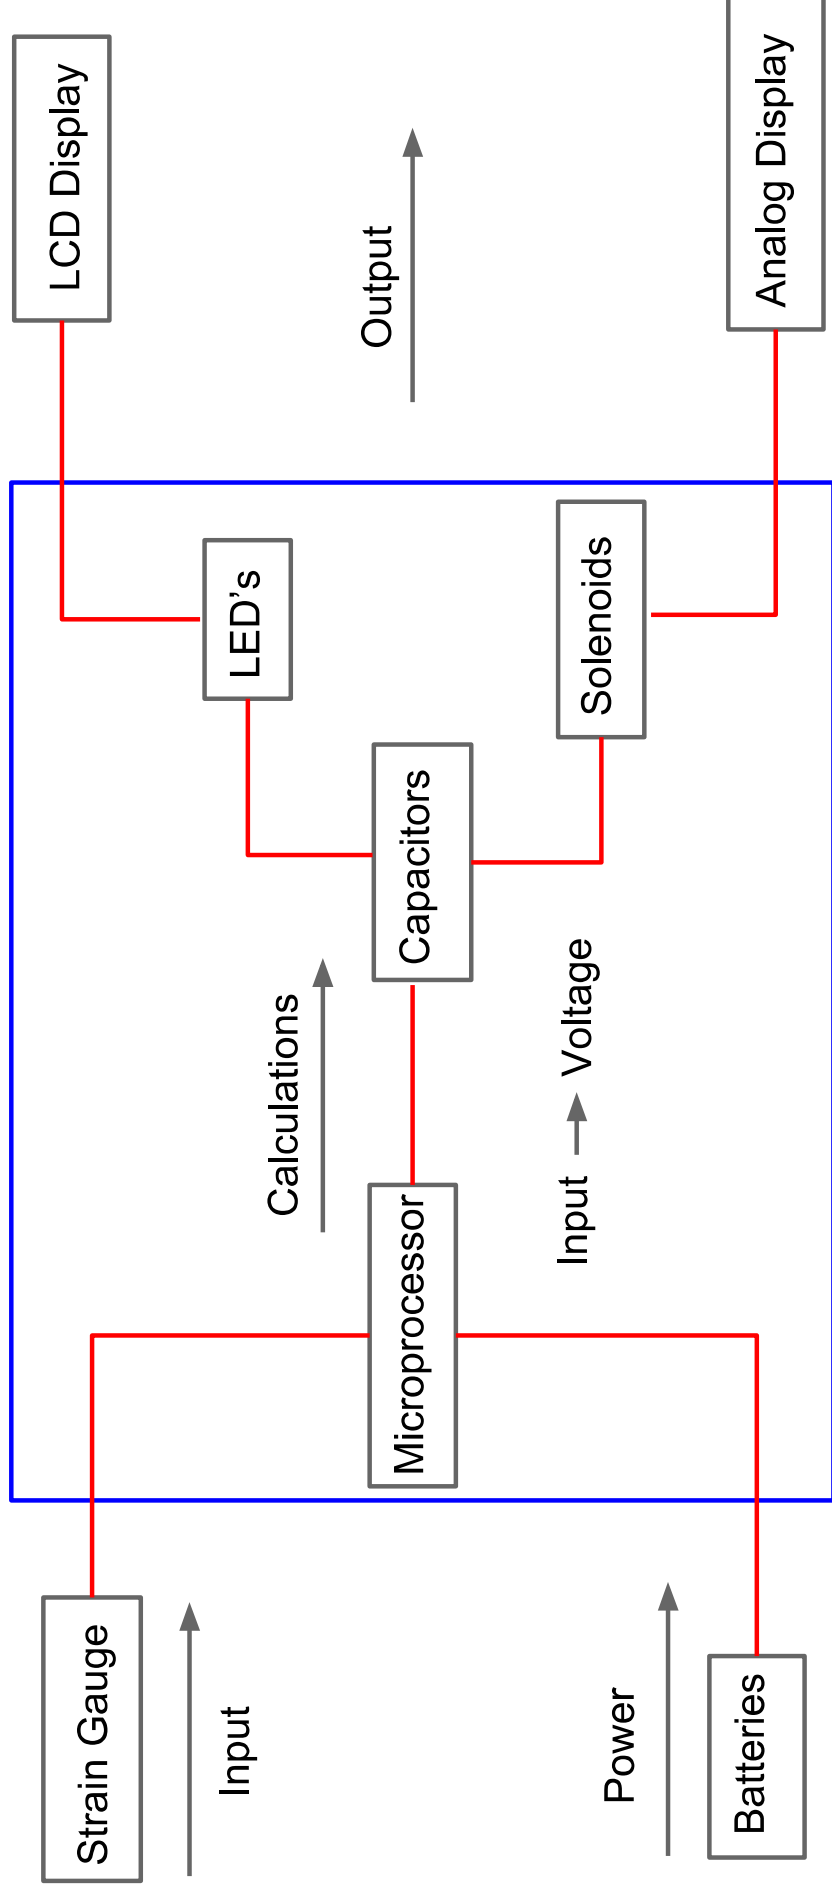 Strain Gauge
Input
Power
Batteries
Microprocessor
Calculations
Input
Voltage
Capacitors
LED’s
Solenoids
LCD Display
Output
Analog Display